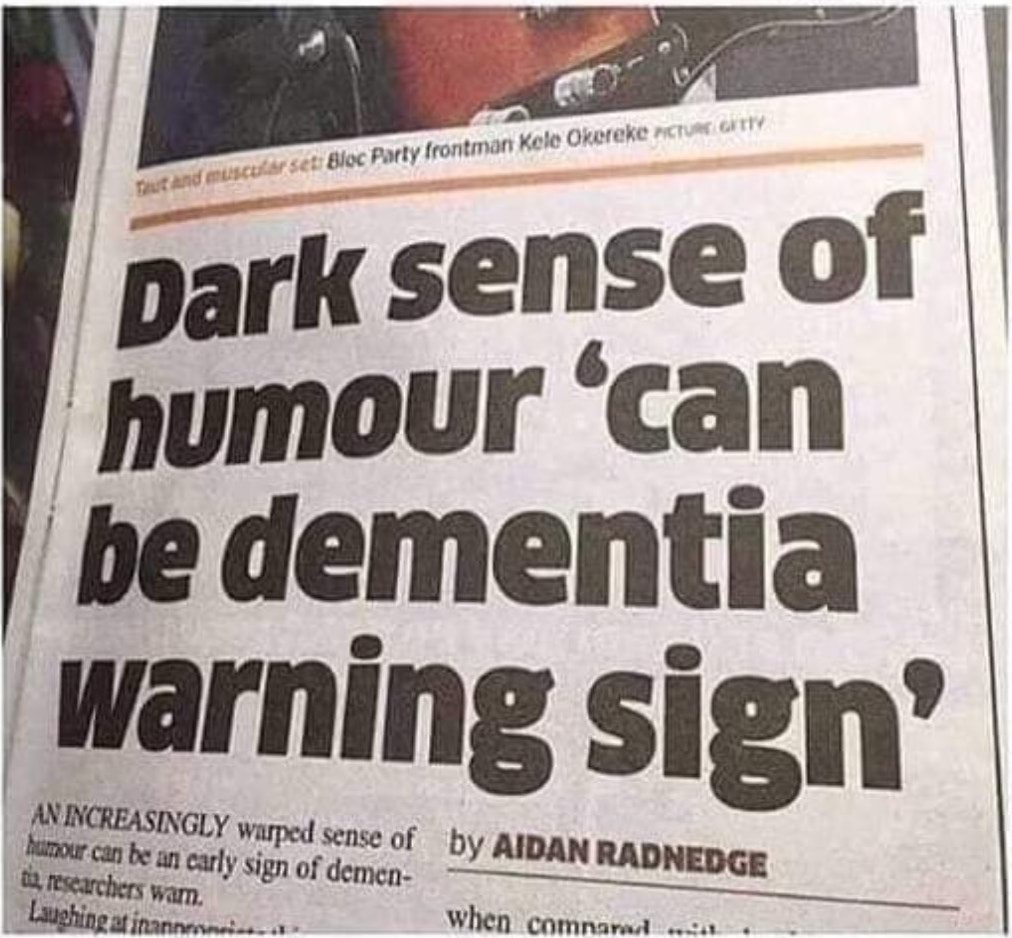 Taut and muscular set: Bloc Party frontman Kele Okereke PICTURE: GETTY
Dark sense of
humour ‘can
be dementia
warning sign’
AN INCREASINGLY warped sense of
humour can be an early sign of demen-
tia, researchers warn.
Laughing at
by AIDAN RADNEDGE
when compared